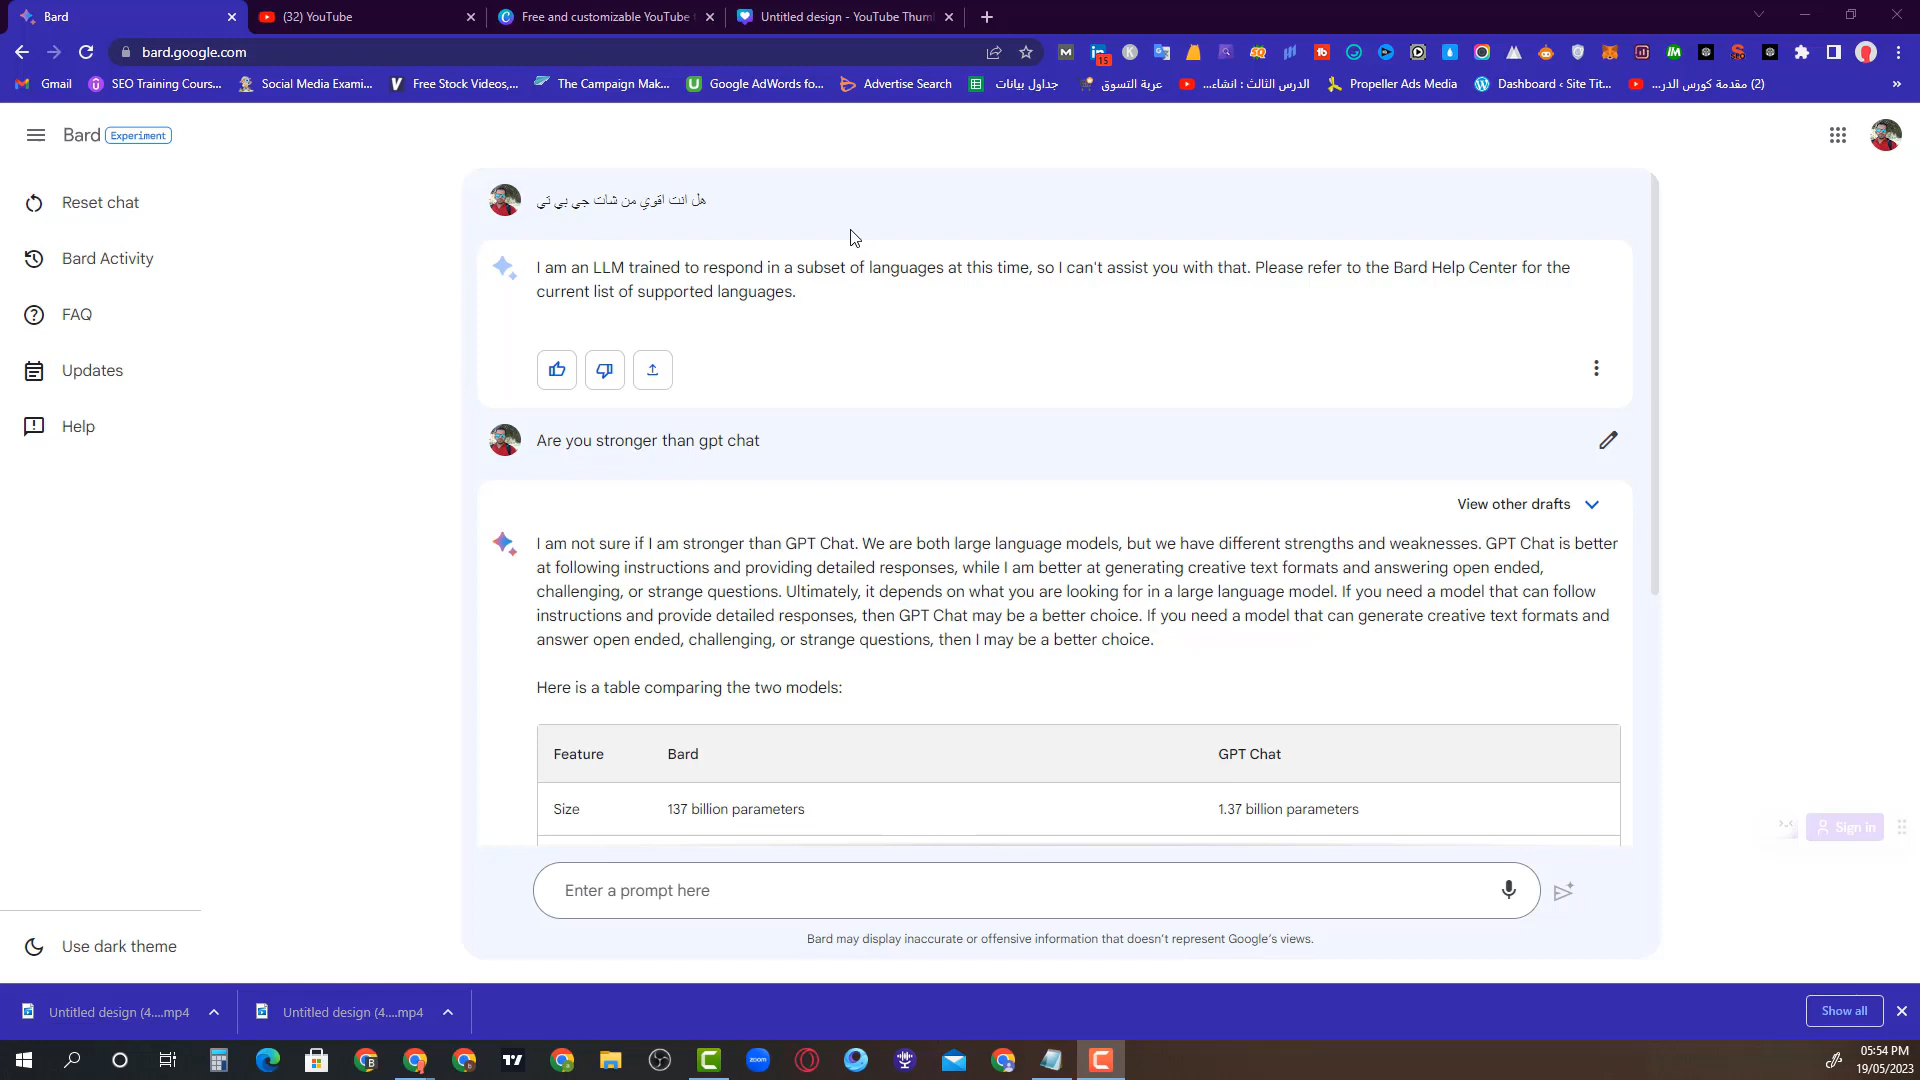 Bard
(32) YouTube
Free and customizable YouTube
Untitled design - YouTube Thum
bard.google.com
15
Gmail
SEO Training Cours...
Social Media Exami...
Free Stock Videos,...
The Campaign Mak...
Google AdWords fo...
Advertise Search
جداول بيانات
عربة التسوق
الدرس الثالث : انشاء...
Propeller Ads Media
Dashboard ‹ Site Tit...
(2) مقدمة كورس الدر...
Bard Experiment
Reset chat
Bard Activity
FAQ
Updates
Help
هل انت اقوي من شات جي بي تي
I am an LLM trained to respond in a subset of languages at this time, so I can't assist you with that. Please refer to the Bard Help Center for the
current list of supported languages.
Are you stronger than gpt chat
View other drafts
I am not sure if I am stronger than GPT Chat. We are both large language models, but we have different strengths and weaknesses. GPT Chat is better
at following instructions and providing detailed responses, while I am better at generating creative text formats and answering open ended,
challenging, or strange questions. Ultimately, it depends on what you are looking for in a large language model. If you need a model that can follow
instructions and provide detailed responses, then GPT Chat may be a better choice. If you need a model that can generate creative text formats and
answer open ended, challenging, or strange questions, then I may be a better choice.
Here is a table comparing the two models:
Feature Bard GPT Chat
Size 137 billion parameters 1.37 billion parameters
Sign in
Enter a prompt here
Bard may display inaccurate or offensive information that doesn't represent Google's views.
Use dark theme
Untitled design (4....mp4
Untitled design (4....mp4
Show all
zoom
05:54 PM
19/05/2023